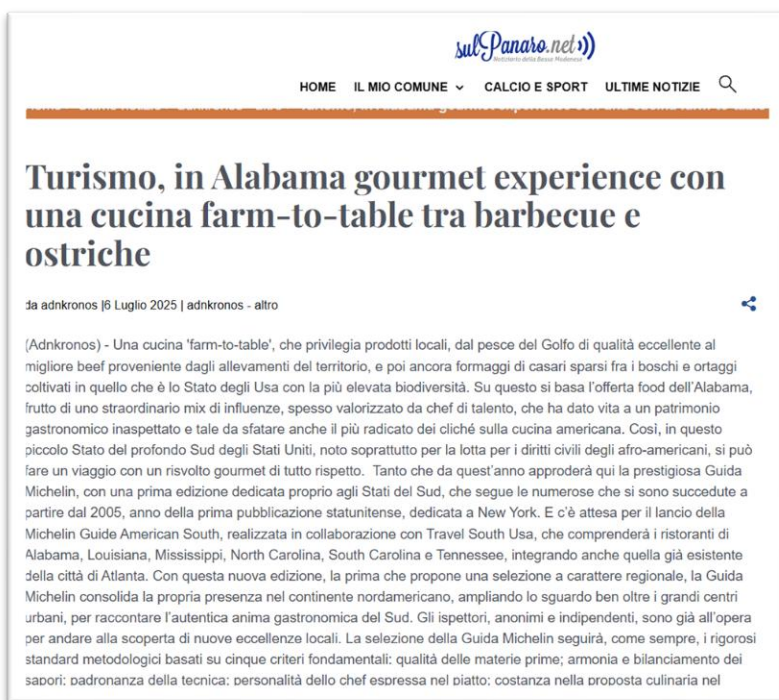 sulPanaro.net
Notiziario della Bassa Modenese
HOME IL MIO COMUNE CALCIO E SPORT ULTIME NOTIZIE
Turismo, in Alabama gourmet experience con
una cucina farm-to-table tra barbecue e
ostriche
da adnkronos |6 Luglio 2025 | adnkronos - altro
(Adnkronos) - Una cucina 'farm-to-table', che privilegia prodotti locali, dal pesce del Golfo di qualità eccellente al
migliore beef proveniente dagli allevamenti del territorio, e poi ancora formaggi di casari sparsi fra i boschi e ortaggi
coltivati in quello che è lo Stato degli Usa con la più elevata biodiversità. Su questo si basa l'offerta food dell'Alabama,
frutto di uno straordinario mix di influenze, spesso valorizzato da chef di talento, che ha dato vita a un patrimonio
gastronomico inaspettato e tale da sfatare anche il più radicato dei cliché sulla cucina americana. Così, in questo
piccolo Stato del profondo Sud degli Stati Uniti, noto soprattutto per la lotta per i diritti civili degli afro-americani, si può
fare un viaggio con un risvolto gourmet di tutto rispetto. Tanto che da quest'anno approderà qui la prestigiosa Guida
Michelin, con una prima edizione dedicata proprio agli Stati del Sud, che segue le numerose che si sono succedute a
partire dal 2005, anno della prima pubblicazione statunitense, dedicata a New York. E c'è attesa per il lancio della
Michelin Guide American South, realizzata in collaborazione con Travel South Usa, che comprenderà i ristoranti di
Alabama, Louisiana, Mississippi, North Carolina, South Carolina e Tennessee, integrando anche quella già esistente
della città di Atlanta. Con questa nuova edizione, la prima che propone una selezione a carattere regionale, la Guida
Michelin consolida la propria presenza nel continente nordamericano, ampliando lo sguardo ben oltre i grandi centri
urbani, per raccontare l'autentica anima gastronomica del Sud. Gli ispettori, anonimi e indipendenti, sono già all'opera
per andare alla scoperta di nuove eccellenze locali. La selezione della Guida Michelin seguirà, come sempre, i rigorosi
standard metodologici basati su cinque criteri fondamentali: qualità delle materie prime; armonia e bilanciamento dei
sapori; padronanza della tecnica; personalità dello chef espressa nel piatto; costanza nella proposta culinaria nel